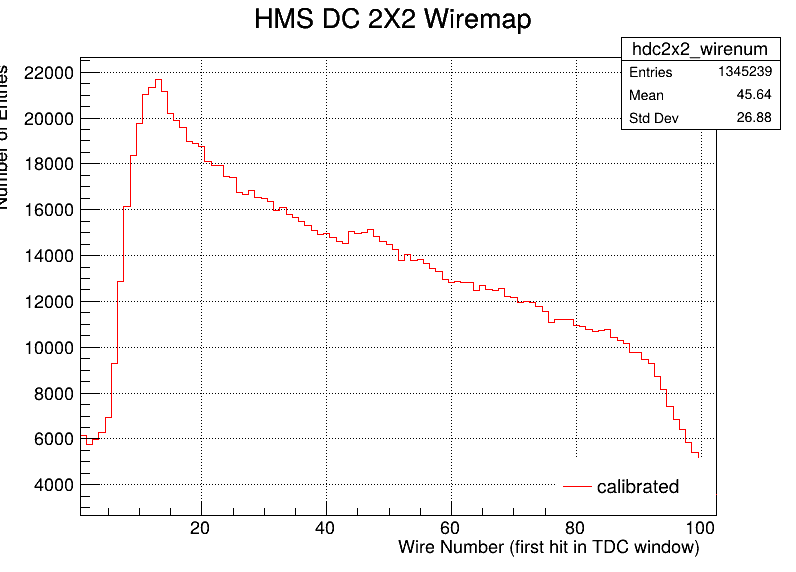 HMS DC 2X2 Wiremap
hdc2x2_wirenum
Entries 1345239
Mean 45.64
Std Dev 26.88
Number of Entries
22000
20000
18000
16000
14000
12000
10000
8000
6000
4000
calibrated
20 40 60 80 100
Wire Number (first hit in TDC window)